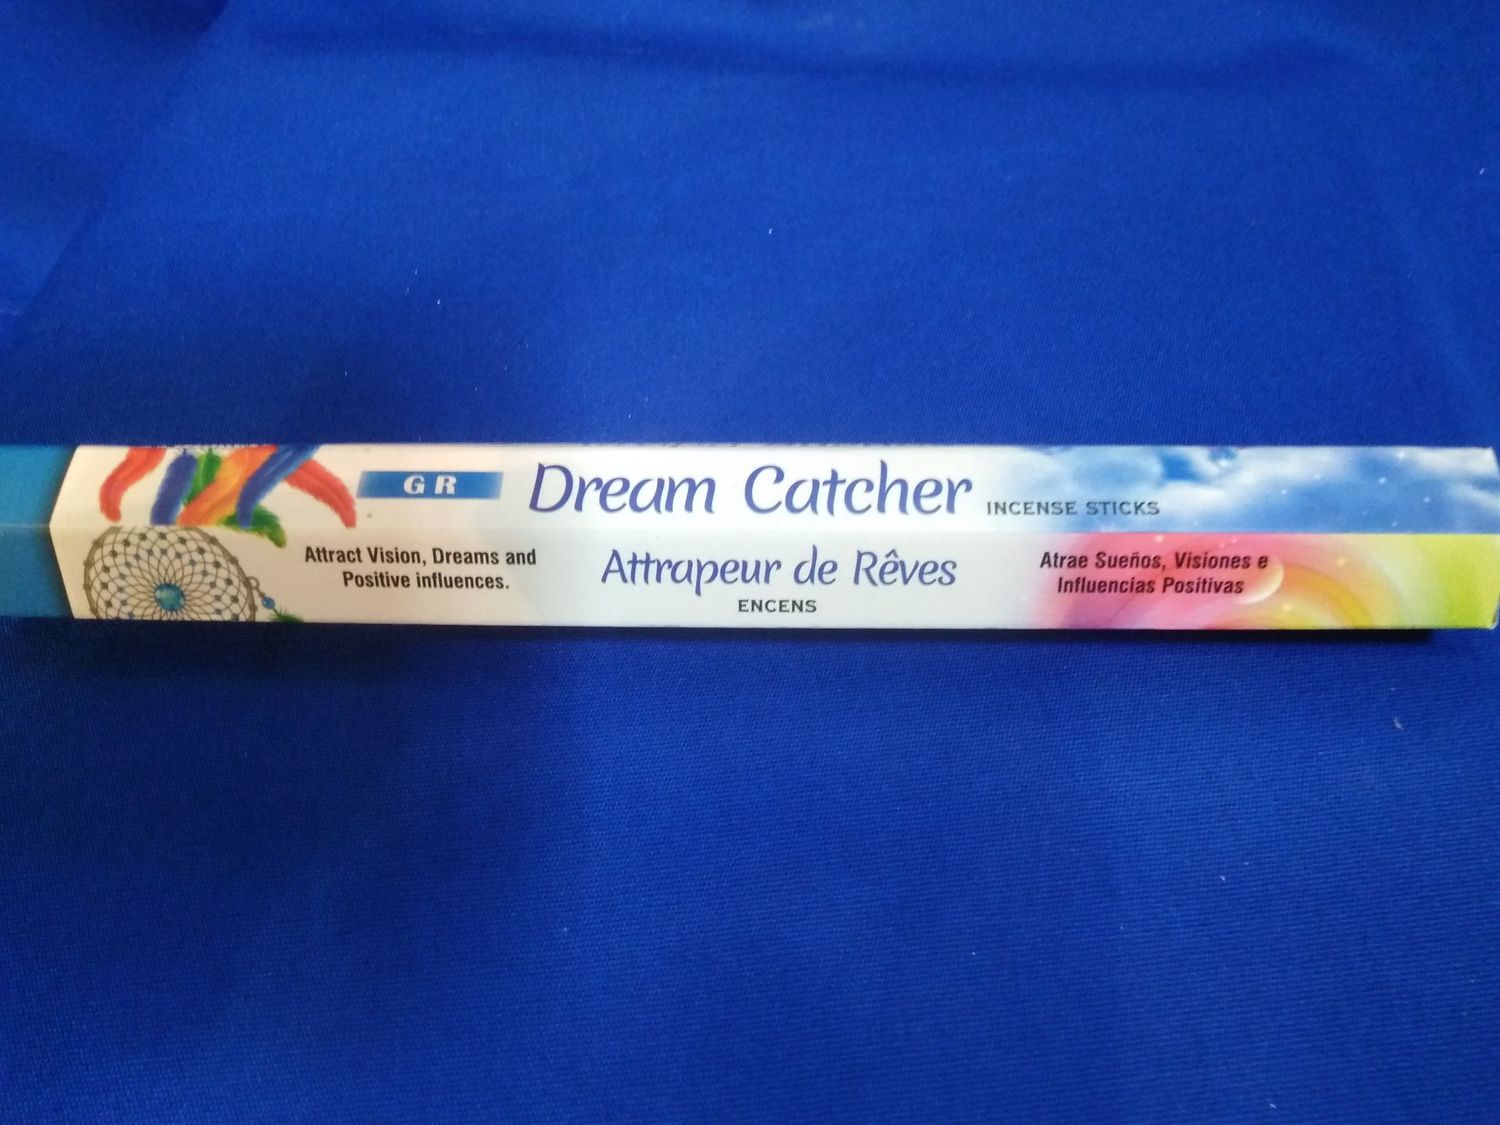 GR
Dream Catcher INCENSE STICKS
Attract Vision, Dreams and
Positive influences.
Attrapeur de Rêves
ENCENS
Atrae Sueños, Visiones e
Influencias Positivas